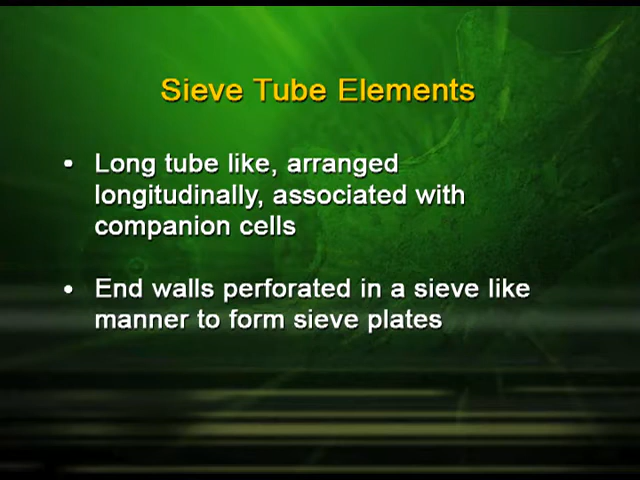 Sieve Tube Elements
• Long tube like, arranged
longitudinally, associated with
companion cells
• End walls perforated in a sieve like
manner to form sieve plates